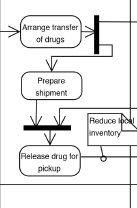 Arrange transfer
of drugs
Prepare
shipment
Reduce local
inventory
Release drug for
pickup